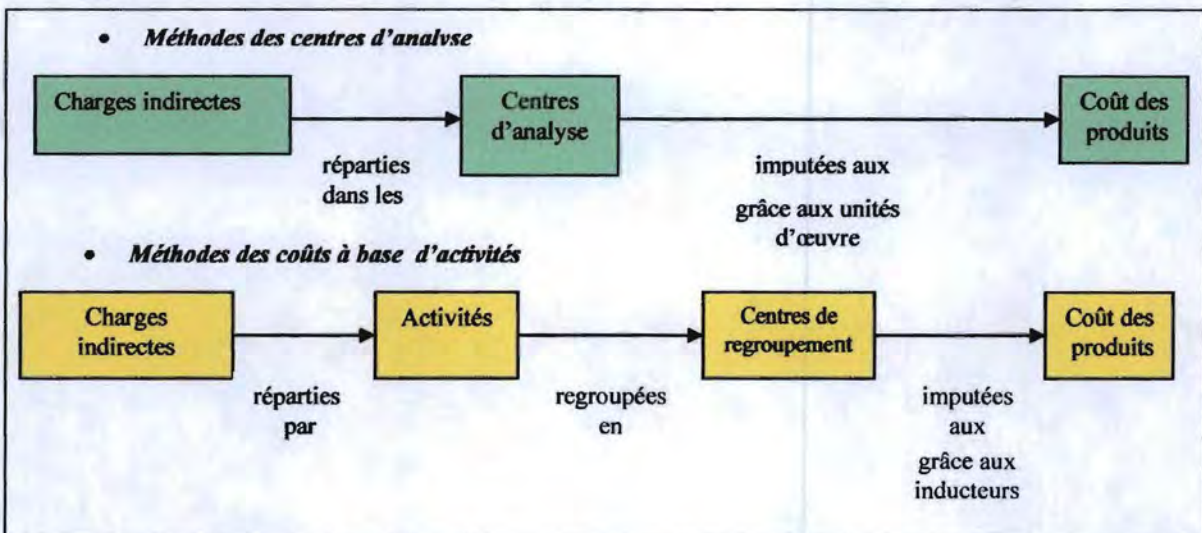 • Méthodes des centres d'analyse
Charges indirectes
réparties
dans les
Centres
d'analyse
imputées aux
grâce aux unités
d'œuvre
Coût des
produits
• Méthodes des coûts à base d'activités
Charges
indirectes
réparties
par
Activités
regroupées
en
Centres de
regroupement
imputées
aux
grâce aux
inducteurs
Coût des
produits